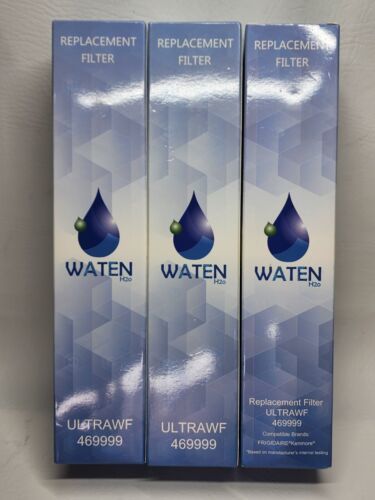 REPLACEMENT
FILTER
WATEN
H2o
ULTRAWF
469999
REPLACEMENT
FILTER
WATEN
H2o
ULTRAWF
469999
REPLACEMENT
FILTER
WATEN
H2o
Replacement Filter
ULTRAWF
469999
Compatible Brands:
FRIGIDAIRE*Kenmore*
*Based on manufacturer's internal testing